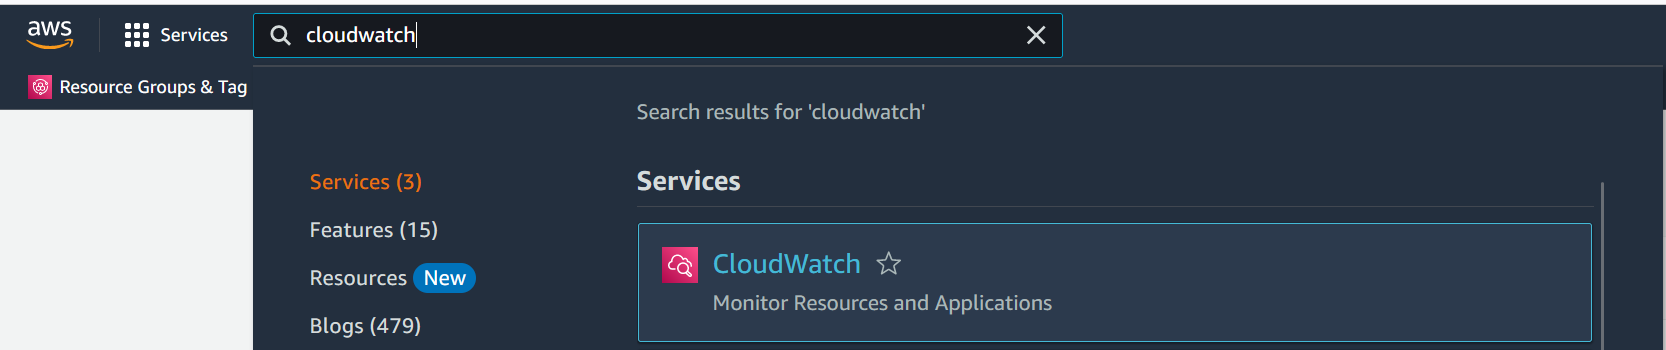 aws
Services
cloudwatch
Resource Groups & Tag
Search results for 'cloudwatch'
Services (3)
Features (15)
Resources New
Blogs (479)
Services
CloudWatch
Monitor Resources and Applications